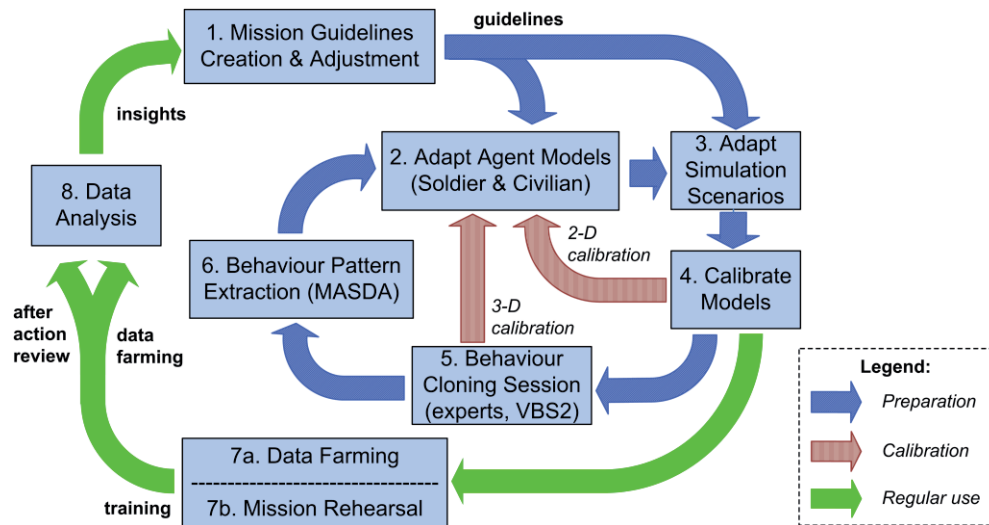 guidelines
1. Mission Guidelines
Creation & Adjustment
insights
2. Adapt Agent Models
(Soldier & Civilian)
3. Adapt
Simulation
Scenarios
8. Data
Analysis
2-D
calibration
6. Behaviour Pattern
Extraction (MASDA)
4. Calibrate
Models
3-D
calibration
after
action
review
data
farming
5. Behaviour
Cloning Session
(experts, VBS2)
7a. Data Farming
7b. Mission Rehearsal
training
Legend:
Preparation
Calibration
Regular use